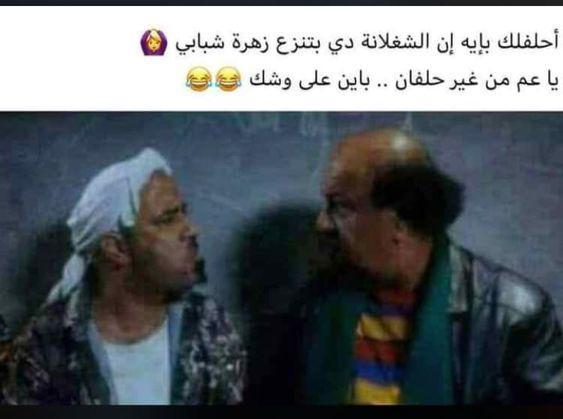 أحلفلك بإيه إن الشغلانة دي بتنزع زهرة شبابي 🙆
يا عم من غير حلفان .. باين على وشك 😂😂